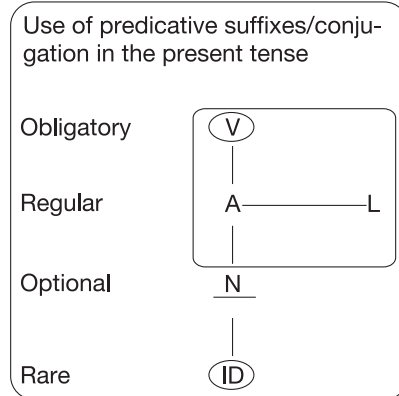 Use of predicative suffixes/conju-
gation in the present tense
Obligatory V
Regular A L
Optional N
Rare ID